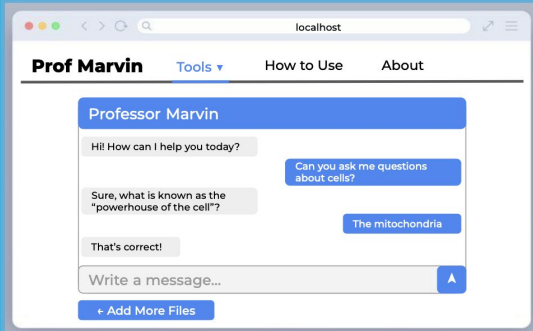 localhost
Prof Marvin Tools ▾ How to Use About
Professor Marvin
Hi! How can I help you today?
Can you ask me questions
about cells?
Sure, what is known as the
“powerhouse of the cell”?
The mitochondria
That’s correct!
Write a message...
+ Add More Files